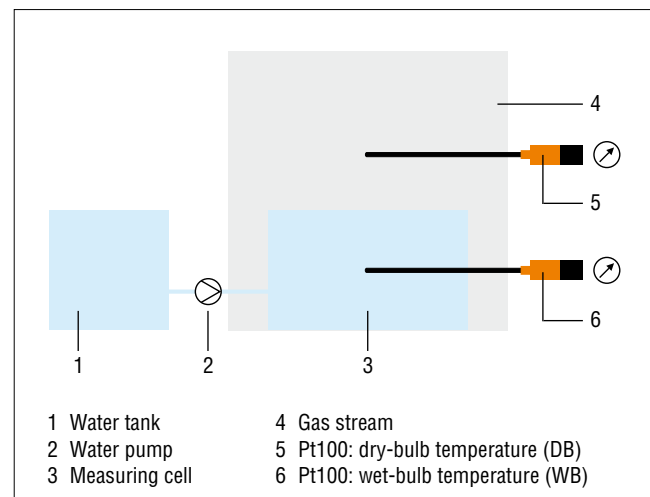 4
5
6
1
2
3
1 Water tank
2 Water pump
3 Measuring cell
4 Gas stream
5 Pt100: dry-bulb temperature (DB)
6 Pt100: wet-bulb temperature (WB)